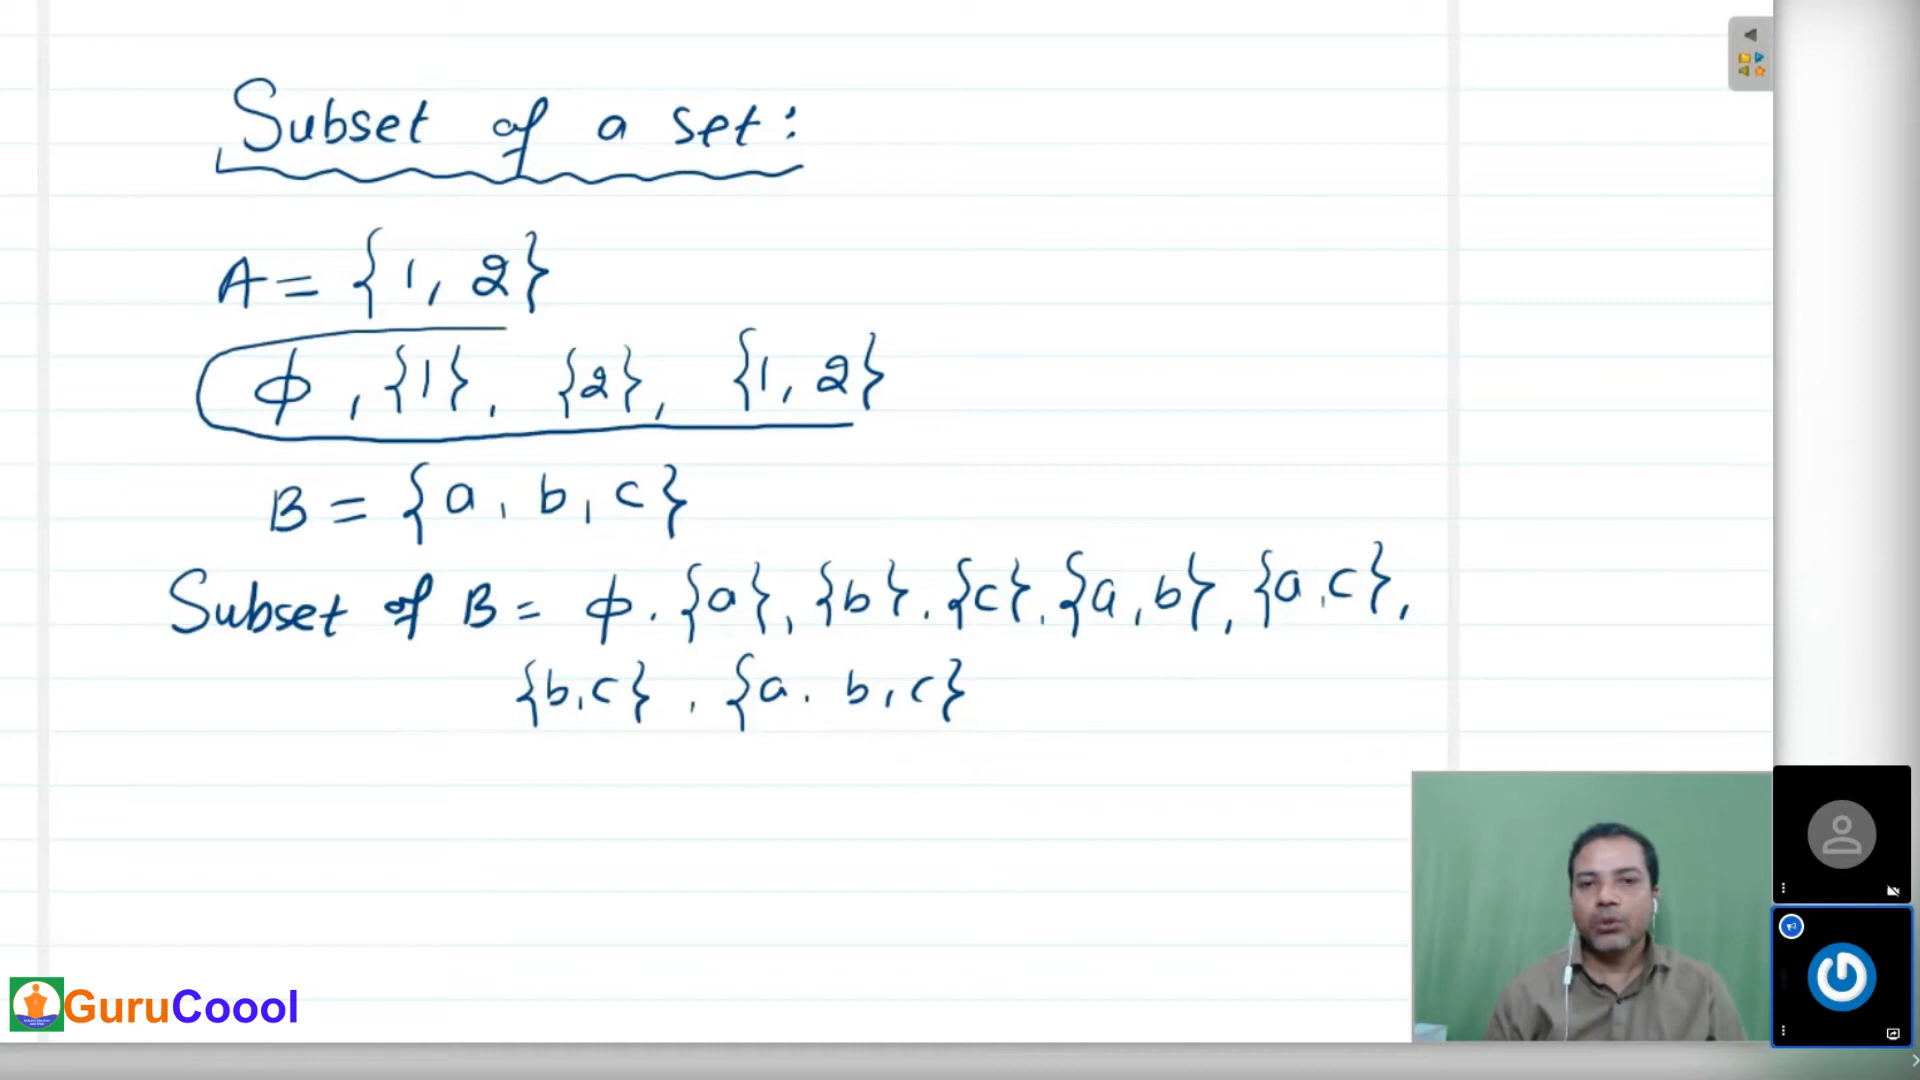 Subset of a set:
A = {1, 2}
ϕ, {1}, {2}, {1, 2}
B = {a, b, c}
Subset of B = ϕ. {a}, {b}. {c}. {a, b}, {a, c},
{b, c}, {a. b, c}
GuruCoool